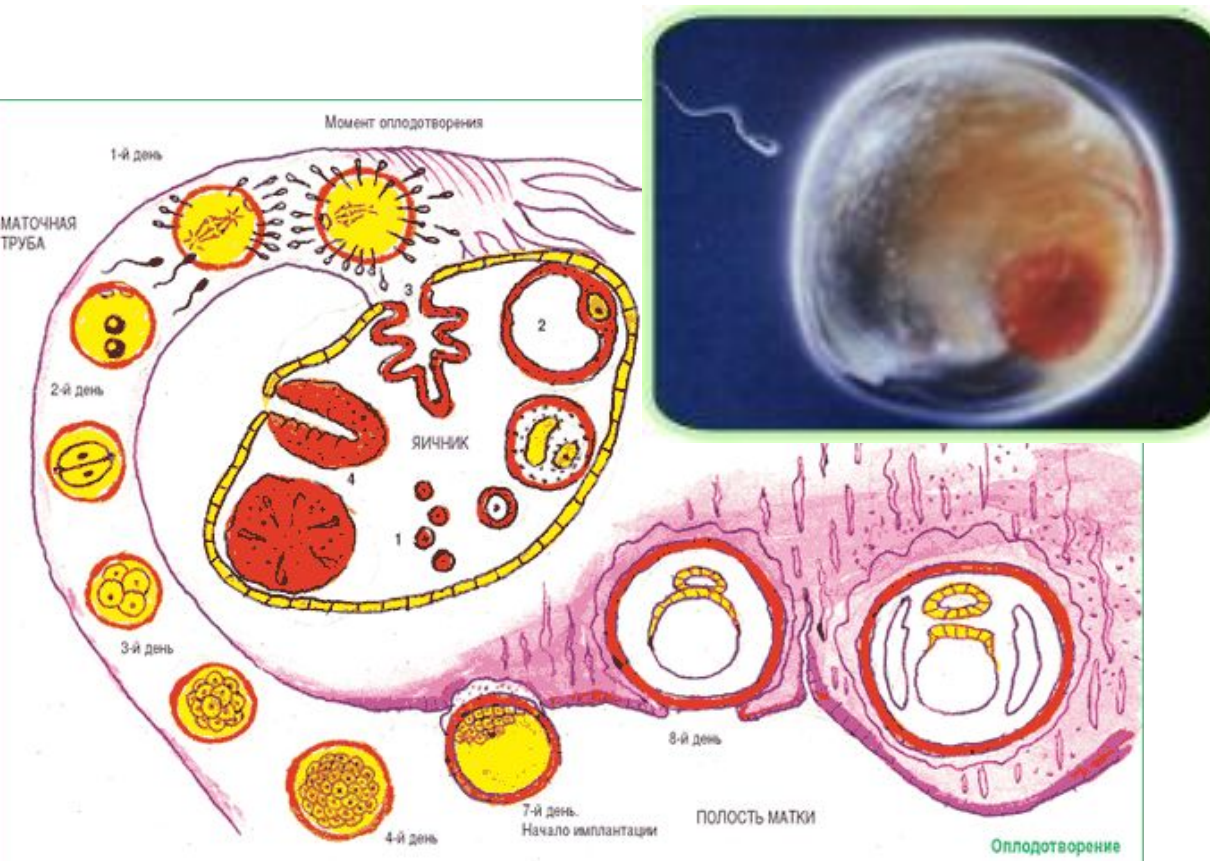 Момент оплодотворения
1-й день
МАТОЧНАЯ
ТРУБА
3
2
2-й день
ЯИЧНИК
4
1
3-й день
8-й день
7-й день.
Начало имплантации
ПОЛОСТЬ МАТКИ
4-й день
Оплодотворение